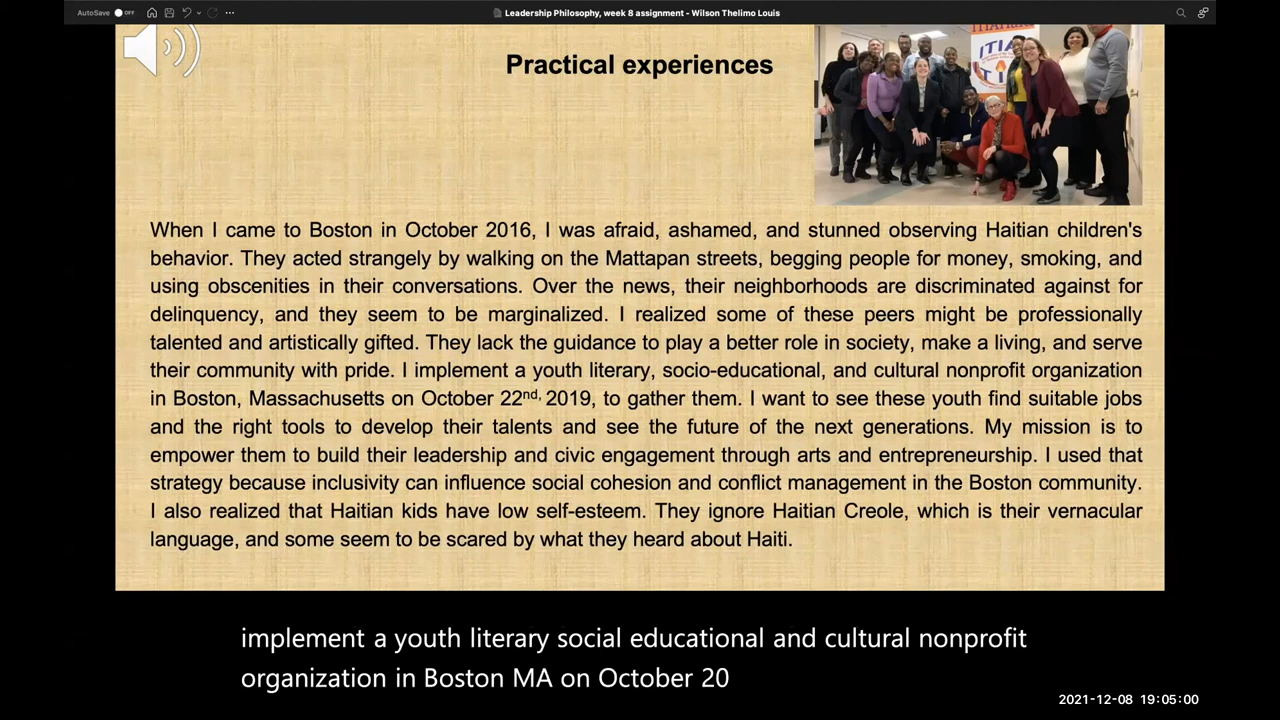 AutoSave OFF
Leadership Philosophy, week 8 assignment - Wilson Thelimo Louis
Practical experiences
ITIA
When I came to Boston in October 2016, I was afraid, ashamed, and stunned observing Haitian children's
behavior. They acted strangely by walking on the Mattapan streets, begging people for money, smoking, and
using obscenities in their conversations. Over the news, their neighborhoods are discriminated against for
delinquency, and they seem to be marginalized. I realized some of these peers might be professionally
talented and artistically gifted. They lack the guidance to play a better role in society, make a living, and serve
their community with pride. I implement a youth literary, socio-educational, and cultural nonprofit organization
in Boston, Massachusetts on October 22nd, 2019, to gather them. I want to see these youth find suitable jobs
and the right tools to develop their talents and see the future of the next generations. My mission is to
empower them to build their leadership and civic engagement through arts and entrepreneurship. I used that
strategy because inclusivity can influence social cohesion and conflict management in the Boston community.
I also realized that Haitian kids have low self-esteem. They ignore Haitian Creole, which is their vernacular
language, and some seem to be scared by what they heard about Haiti.
implement a youth literary social educational and cultural nonprofit
organization in Boston MA on October 20
2021-12-08 19:05:00